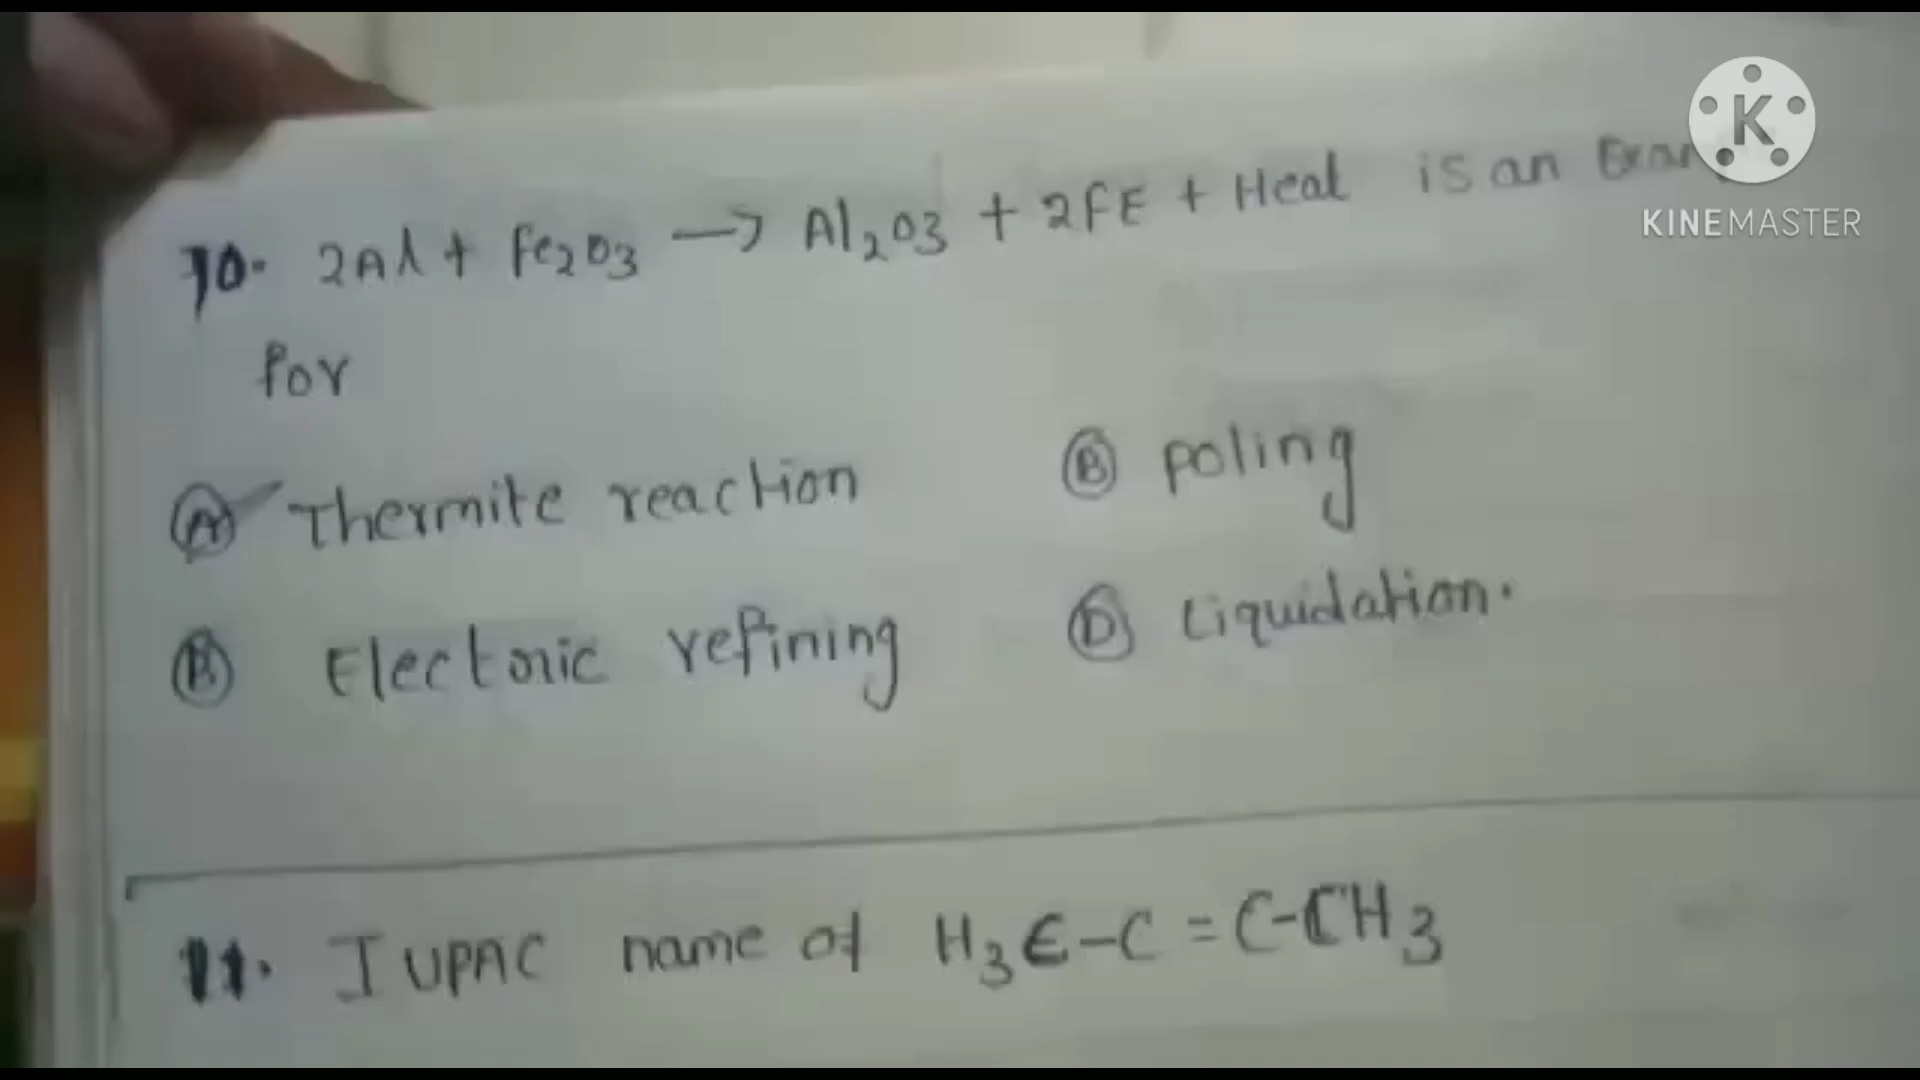 10. 2Al + Fe2O3 → Al2O3 + 2FE + Heat is an
for
(A) Thermite reaction (B) Poling
(B) Electoric refining (D) Liquidation.
11. IUPAC name of H3C-C=C-CH3
KINEMASTER